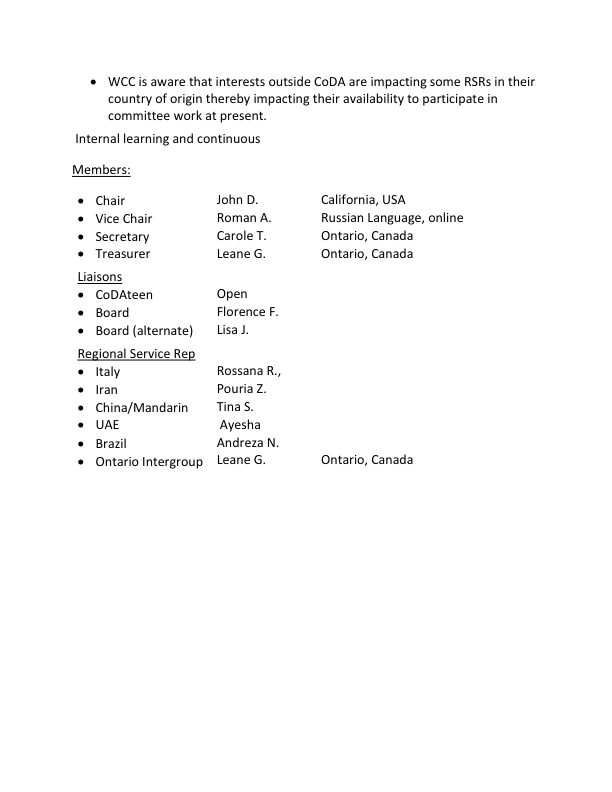 • WCC is aware that interests outside CoDA are impacting some RSRs in their
country of origin thereby impacting their availability to participate in
committee work at present.
Internal learning and continuous
Members:
• Chair John D. California, USA
• Vice Chair Roman A. Russian Language, online
• Secretary Carole T. Ontario, Canada
• Treasurer Leane G. Ontario, Canada
Liaisons
• CoDAteen Open
• Board Florence F.
• Board (alternate) Lisa J.
Regional Service Rep
• Italy Rossana R.,
• Iran Pouria Z.
• China/Mandarin Tina S.
• UAE Ayesha
• Brazil Andreza N.
• Ontario Intergroup Leane G. Ontario, Canada